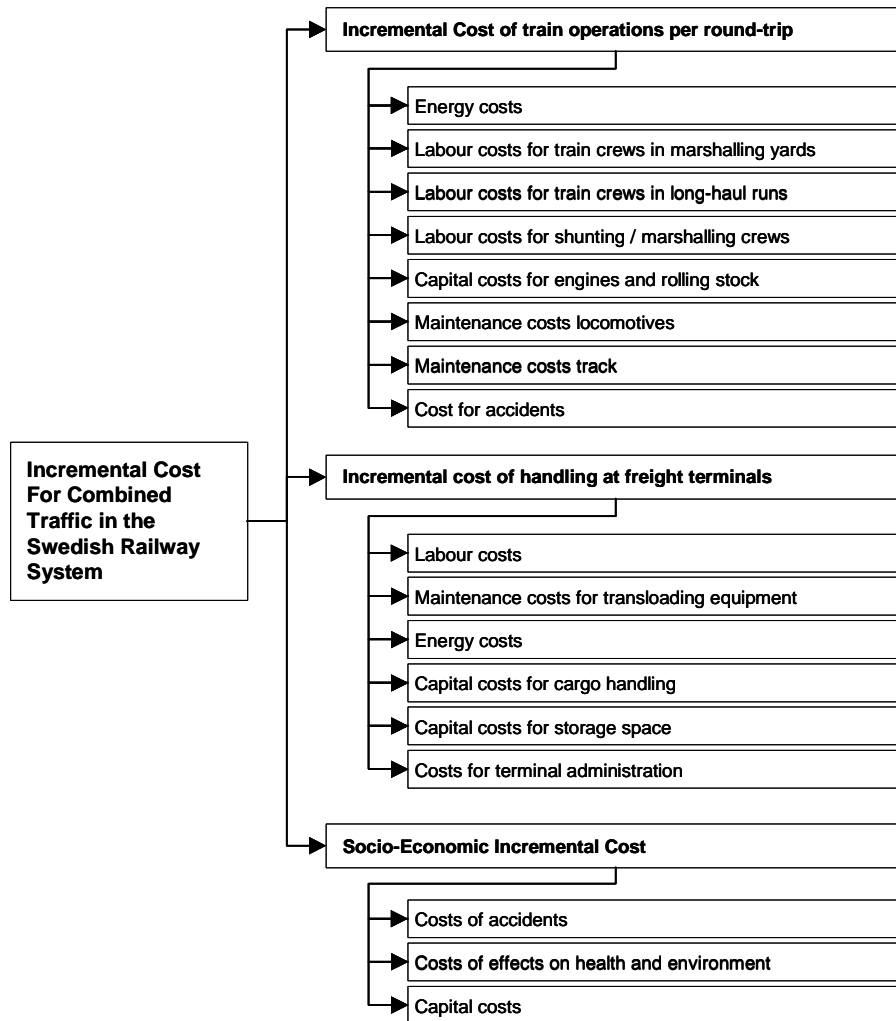 Incremental Cost of train operations per round-trip
Energy costs
Labour costs for train crews in marshalling yards
Labour costs for train crews in long-haul runs
Labour costs for shunting / marshalling crews
Capital costs for engines and rolling stock
Maintenance costs locomotives
Maintenance costs track
Cost for accidents
Incremental Cost
For Combined
Traffic in the
Swedish Railway
System
Incremental cost of handling at freight terminals
Labour costs
Maintenance costs for transloading equipment
Energy costs
Capital costs for cargo handling
Capital costs for storage space
Costs for terminal administration
Socio-Economic Incremental Cost
Costs of accidents
Costs of effects on health and environment
Capital costs